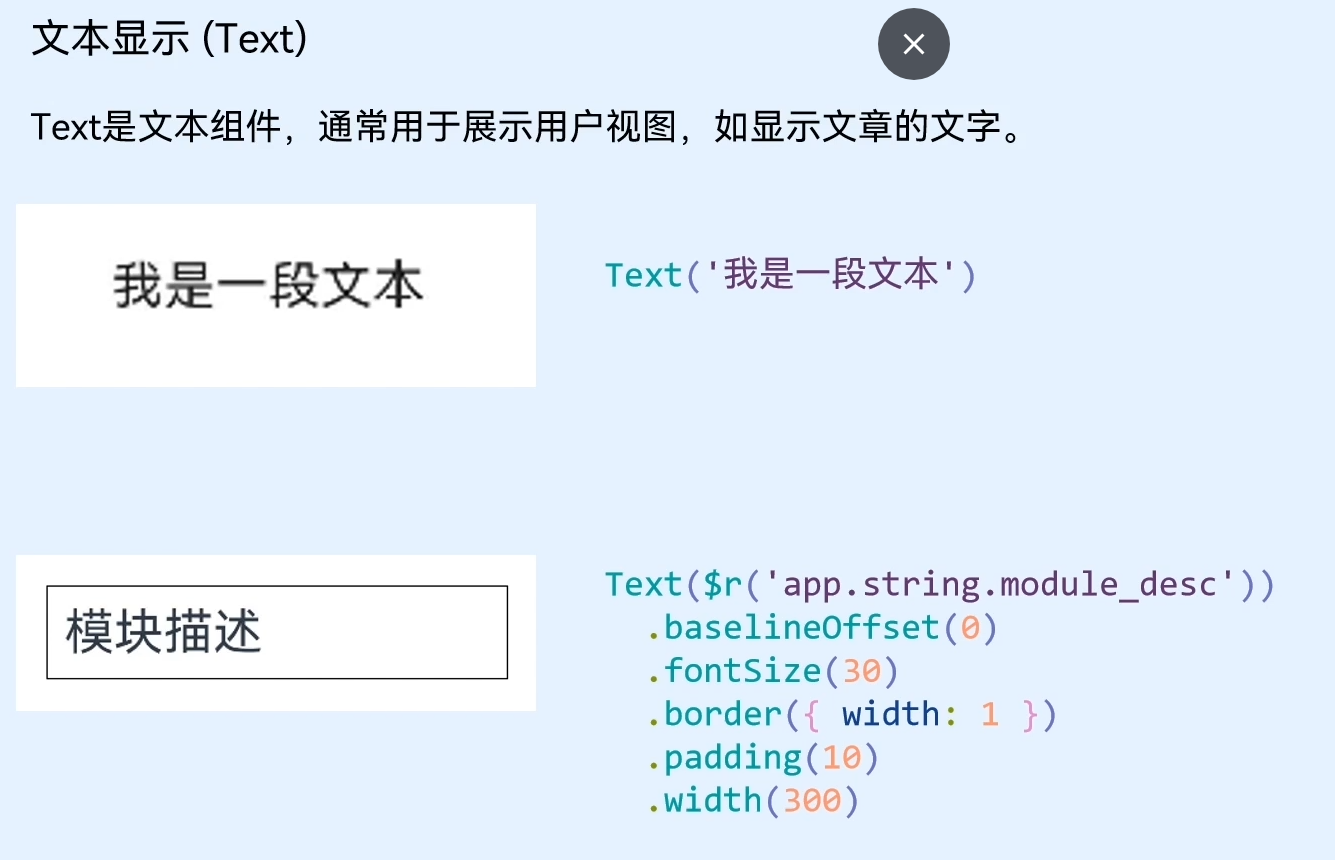 文本显示 (Text)
Text是文本组件，通常用于展示用户视图，如显示文章的文字。
我是一段文本
Text('我是一段文本')
模块描述
Text($r('app.string.module_desc'))
.baselineOffset(0)
.fontSize(30)
.border({ width: 1 })
.padding(10)
.width(300)